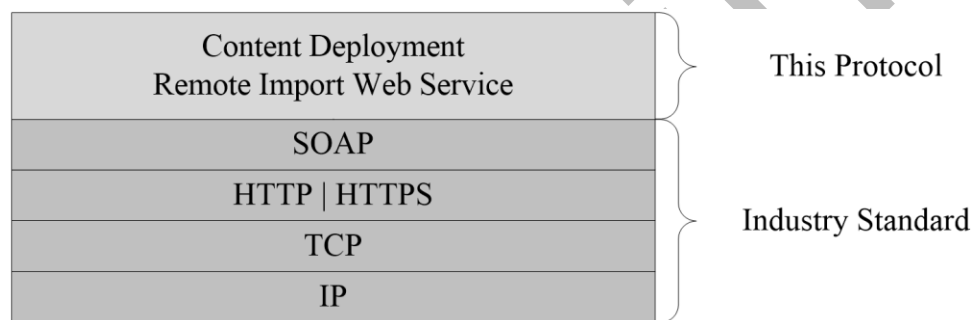 Content Deployment
Remote Import Web Service
This Protocol
SOAP
HTTP | HTTPS
TCP
IP
Industry Standard